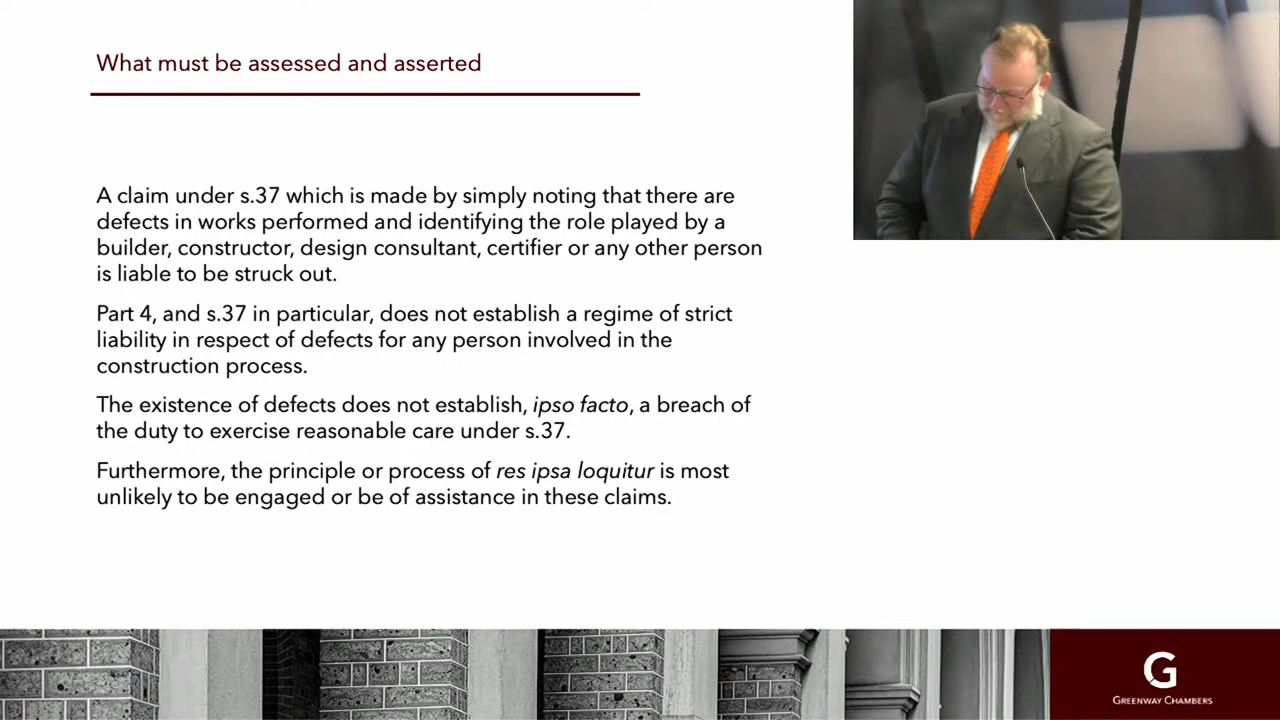 What must be assessed and asserted
A claim under s.37 which is made by simply noting that there are
defects in works performed and identifying the role played by a
builder, constructor, design consultant, certifier or any other person
is liable to be struck out.
Part 4, and s.37 in particular, does not establish a regime of strict
liability in respect of defects for any person involved in the
construction process.
The existence of defects does not establish, ipso facto, a breach of
the duty to exercise reasonable care under s.37.
Furthermore, the principle or process of res ipsa loquitur is most
unlikely to be engaged or be of assistance in these claims.
G
GREENWAY CHAMBERS